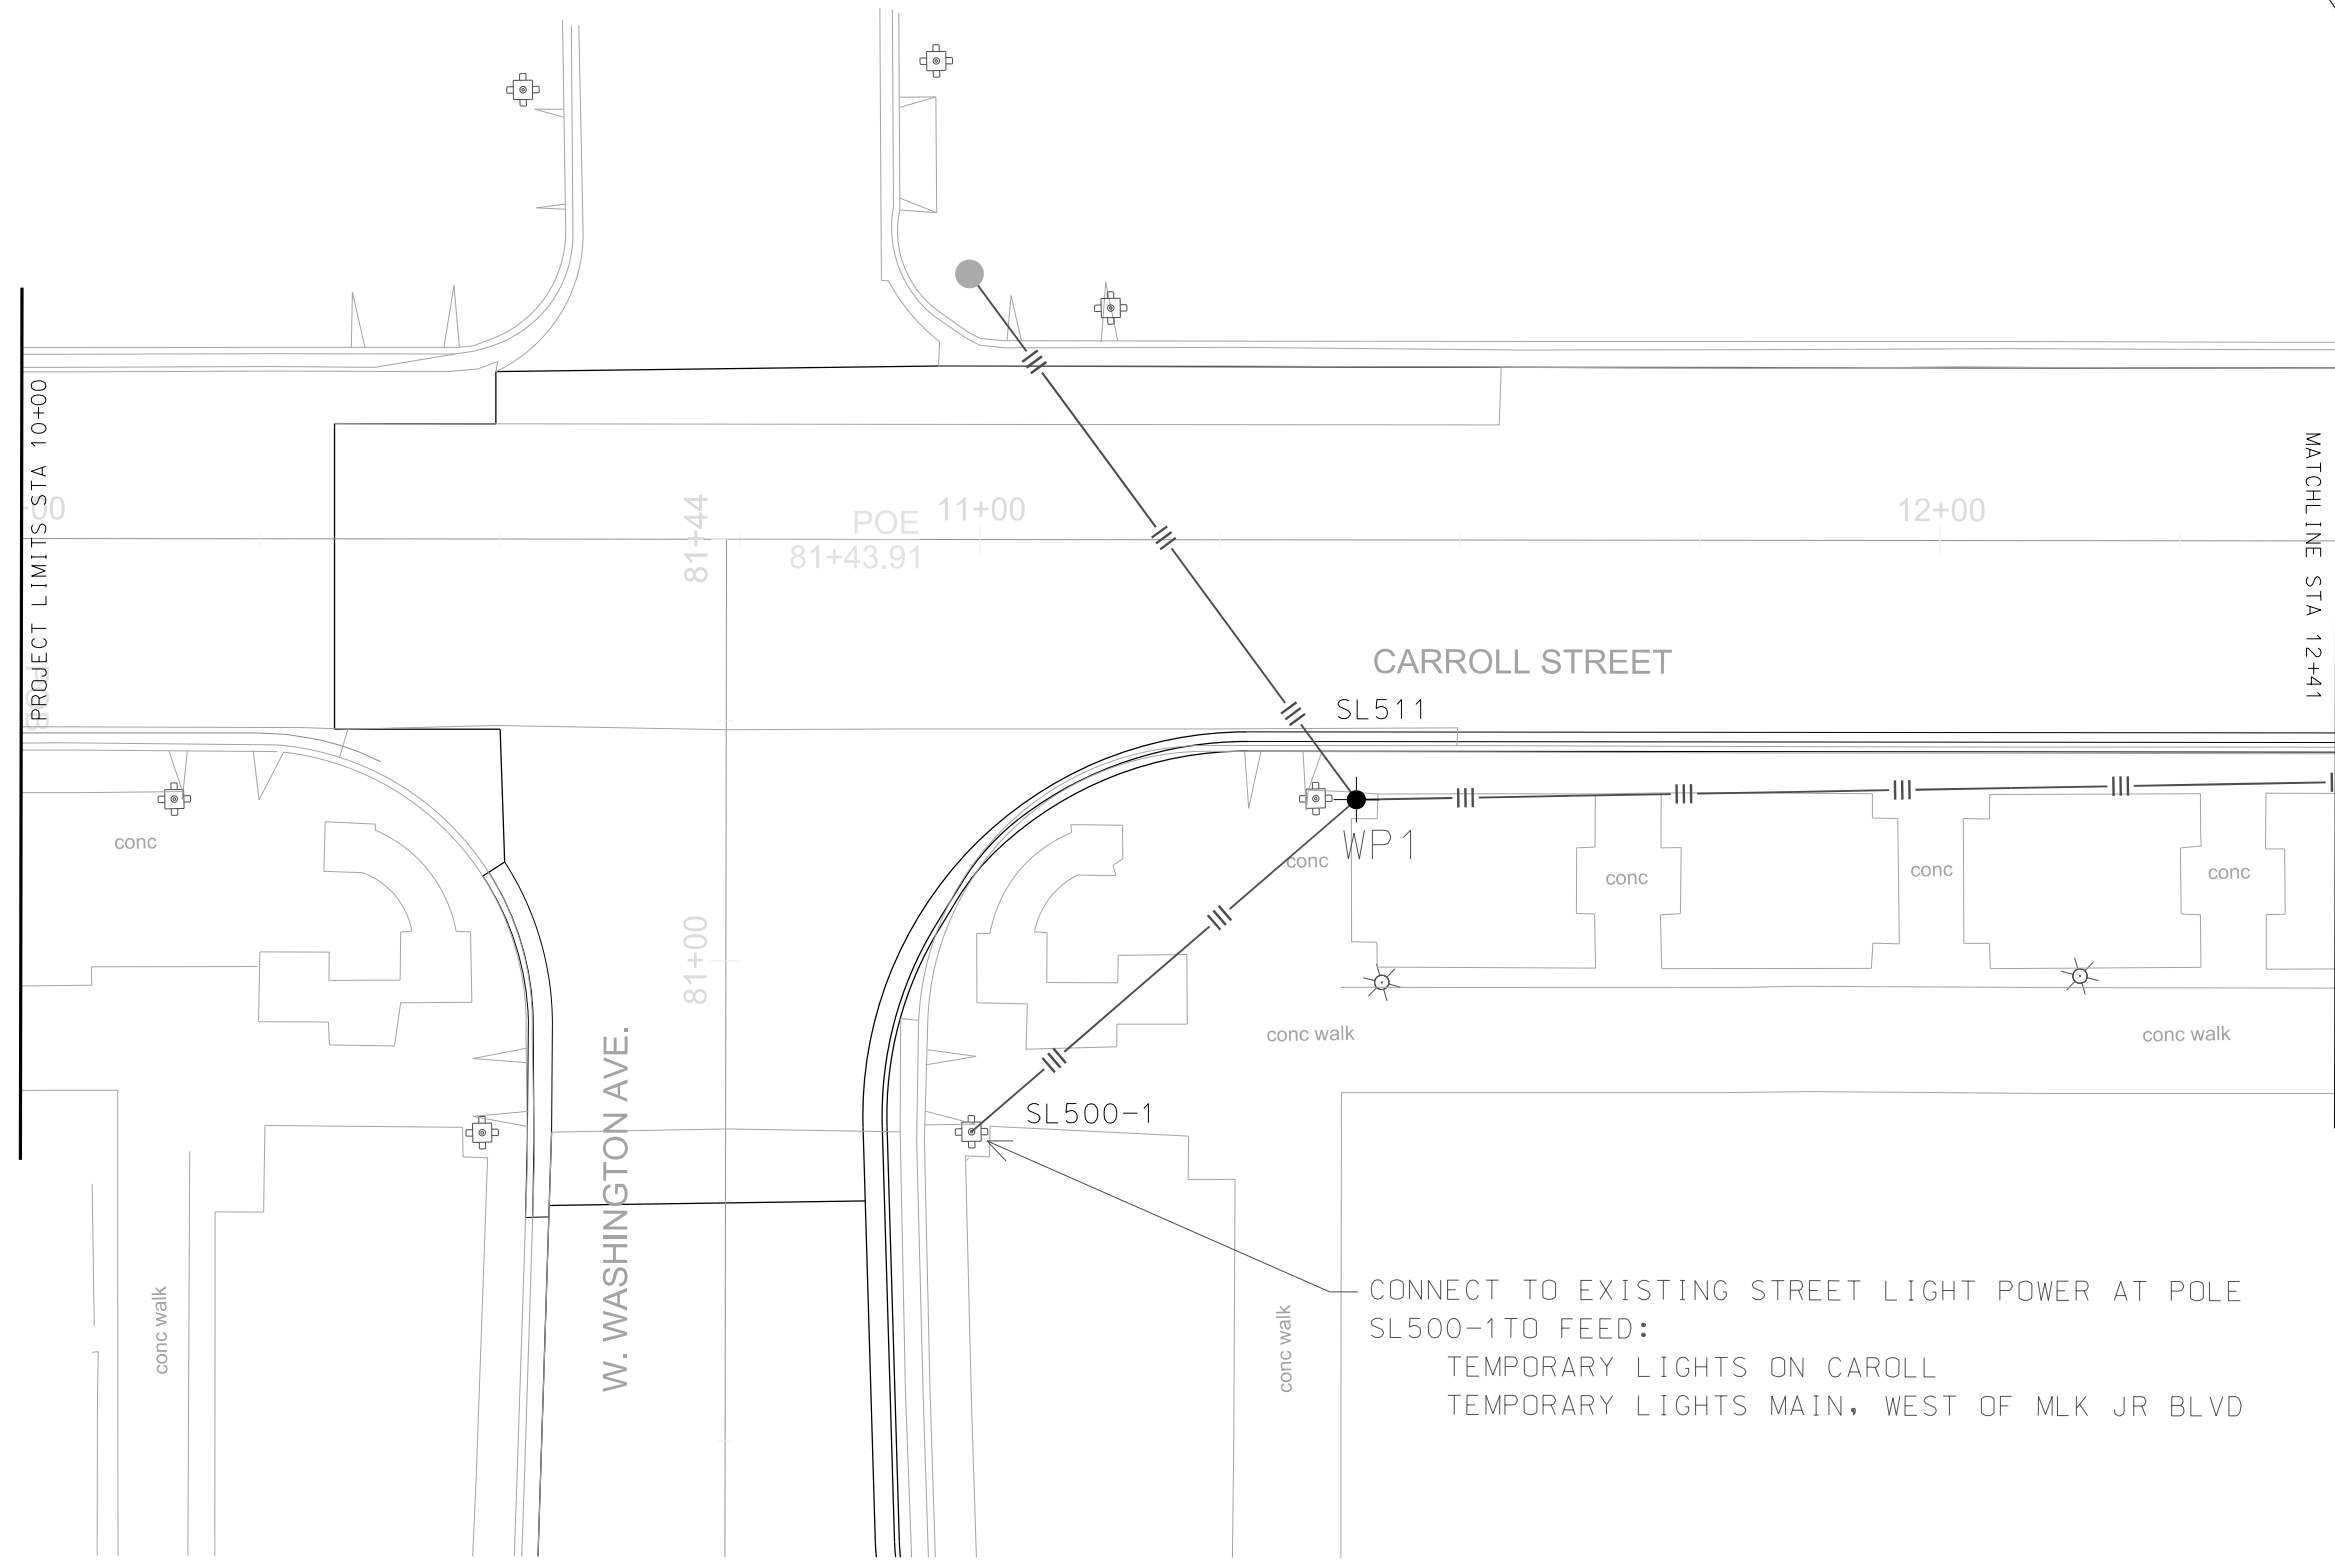 PROJECT LIMITS STA 10+00
+00
81+44
POE
81+43.91
11+00
12+00
MATCHLINE STA 12+41
CARROLL STREET
SL511
WP1
conc
conc
conc
conc
conc
81+00
W. WASHINGTON AVE.
conc walk
conc walk
SL500-1
conc walk
conc walk
CONNECT TO EXISTING STREET LIGHT POWER AT POLE
SL500-1TO FEED:
TEMPORARY LIGHTS ON CAROLL
TEMPORARY LIGHTS MAIN, WEST OF MLK JR BLVD